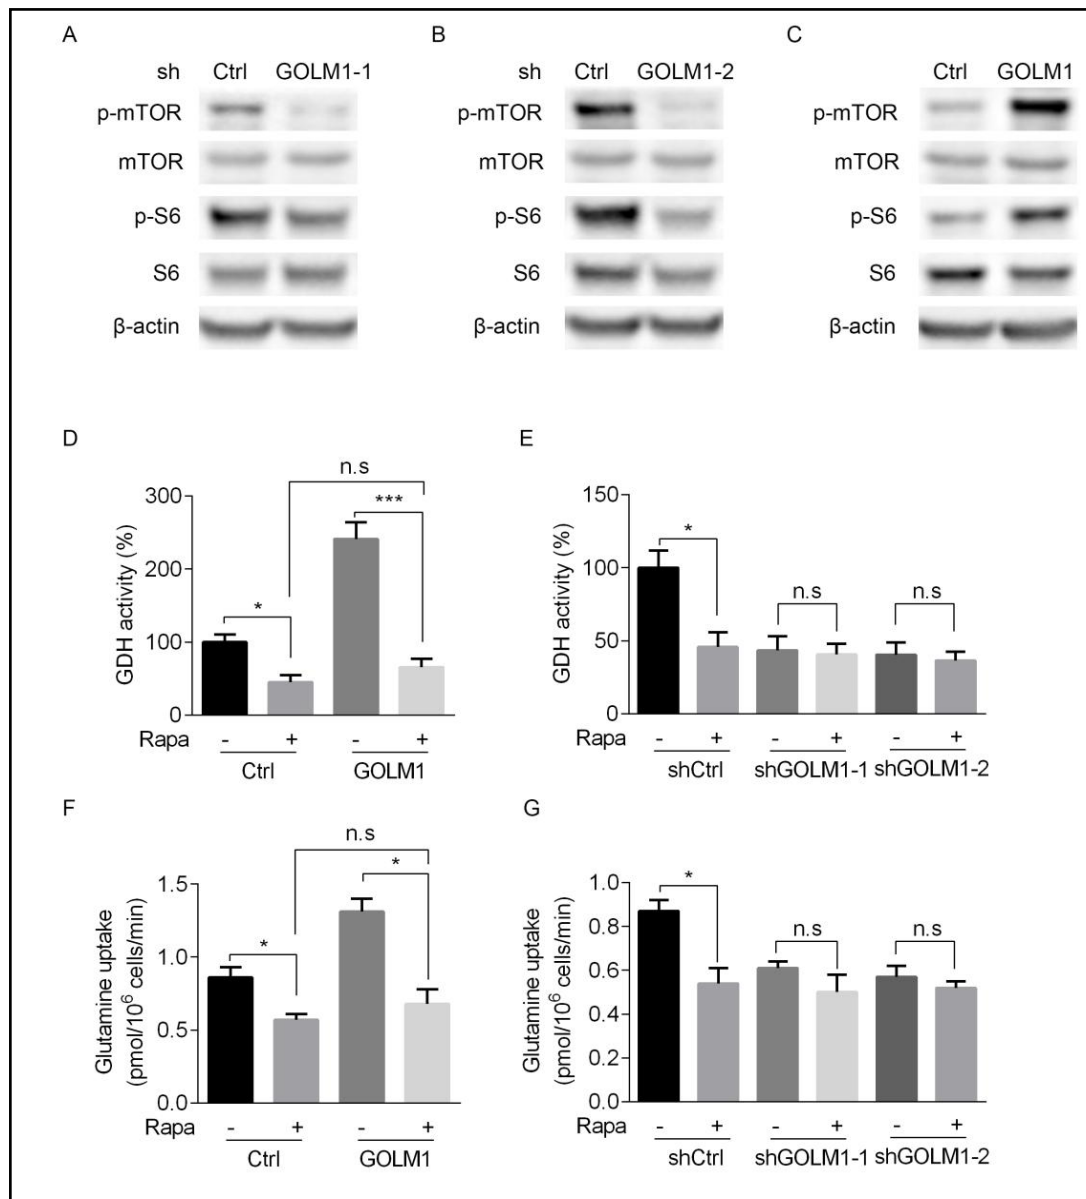 A
sh Ctrl GOLM1-1
p-mTOR
mTOR
p-S6
S6
β-actin
B
sh Ctrl GOLM1-2
p-mTOR
mTOR
p-S6
S6
β-actin
C
Ctrl GOLM1
p-mTOR
mTOR
p-S6
S6
β-actin
D
n.s
***
*
GDH activity (%)
300
200
100
0
Rapa - + - +
Ctrl GOLM1
E
*
n.s
n.s
GDH activity (%)
150
100
50
0
Rapa - + - + - +
shCtrl shGOLM1-1 shGOLM1-2
F
n.s
*
*
Glutamine uptake
(pmol/10⁶ cells/min)
1.5
1.0
0.5
0.0
Rapa - + - +
Ctrl GOLM1
G
*
n.s
n.s
Glutamine uptake
(pmol/10⁶ cells/min)
1.0
0.8
0.6
0.4
0.2
0.0
Rapa - + - + - +
shCtrl shGOLM1-1 shGOLM1-2